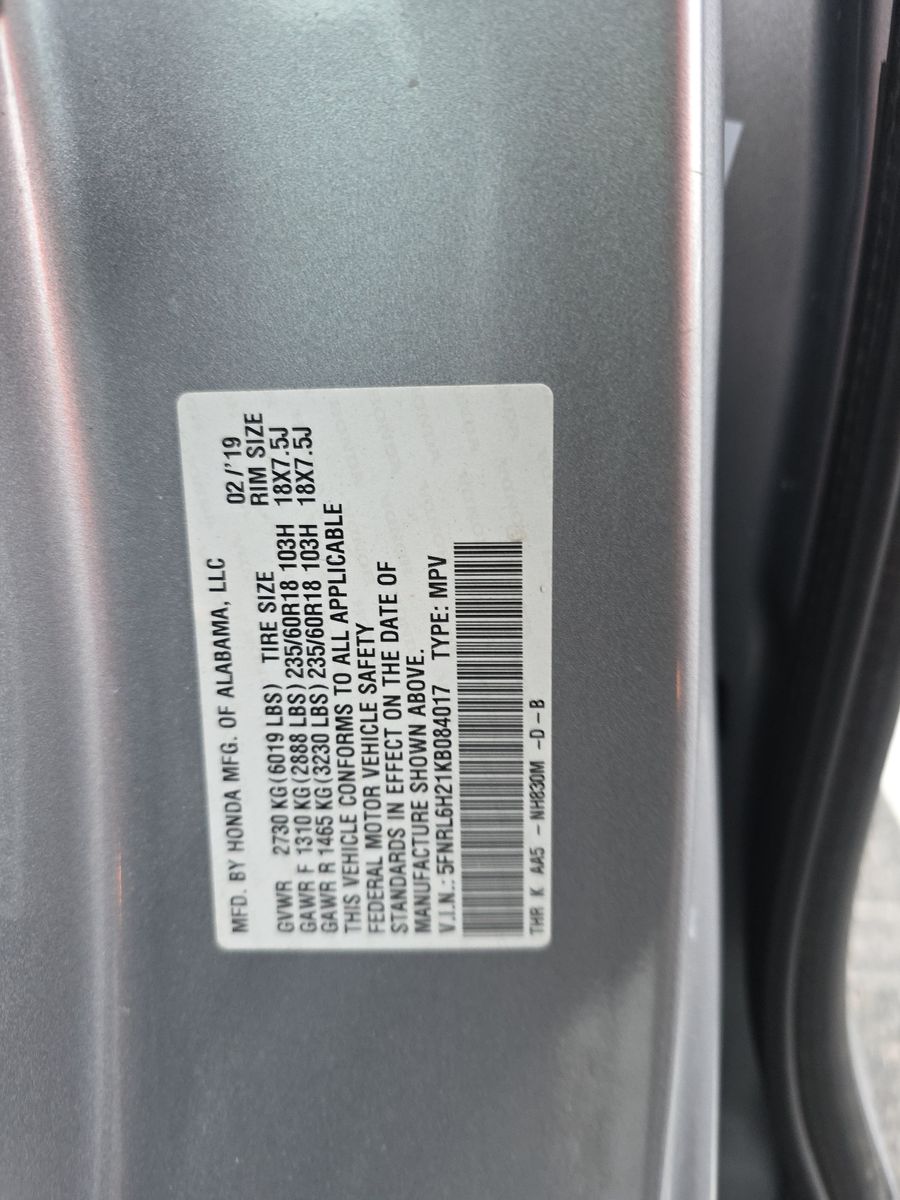 MFD. BY HONDA MFG. OF ALABAMA, LLC 02/'19
GVWR 2730 KG(6019 LBS) TIRE SIZE RIM SIZE
GAWR F 1310 KG(2888 LBS)235/60R18 103H 18X7.5J
GAWR R 1465 KG(3230 LBS)235/60R18 103H 18X7.5J
THIS VEHICLE CONFORMS TO ALL APPLICABLE
FEDERAL MOTOR VEHICLE SAFETY
STANDARDS IN EFFECT ON THE DATE OF
MANUFACTURE SHOWN ABOVE.
V.I.N.: 5FNRL6H21KB084017 TYPE: MPV
THR K AA5 - NH830M -D-B